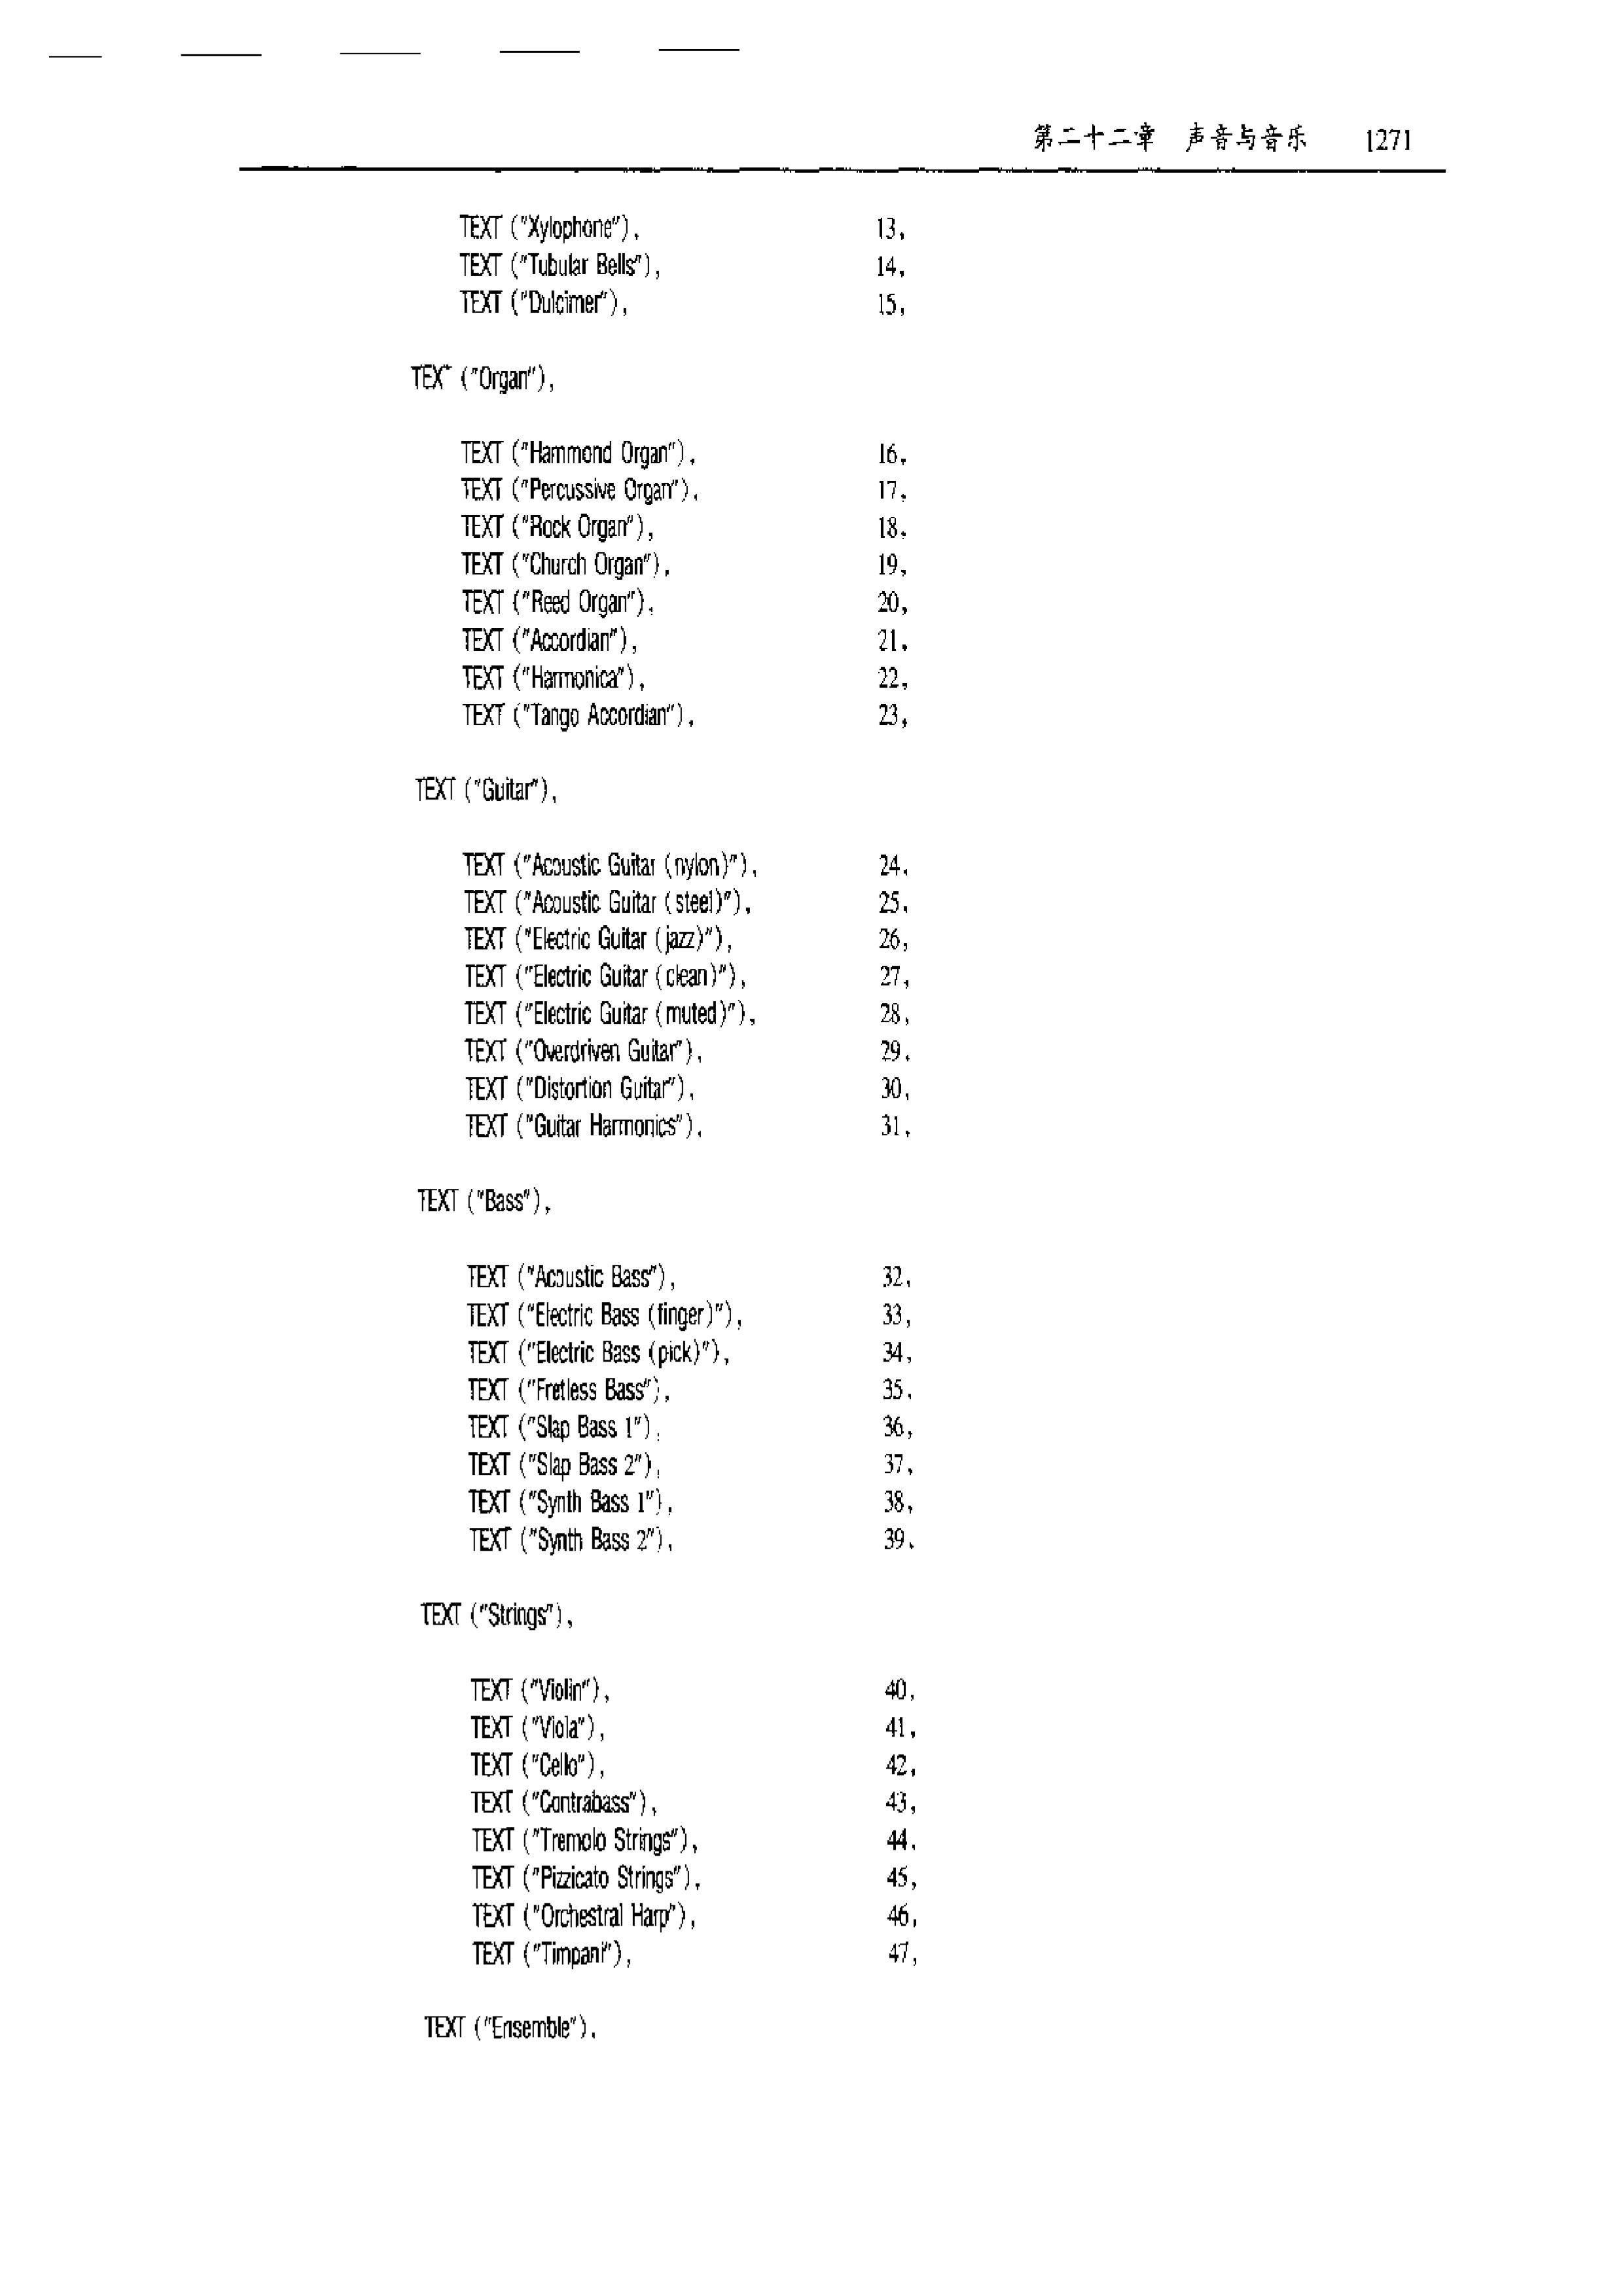 第二十二章 声音与音乐 1271
TEXT ("Xylophone"), 13,
TEXT ("Tubular Bells"), 14,
TEXT ("Dulcimer"), 15,
TEXT ("Organ"),
TEXT ("Hammond Organ"), 16,
TEXT ("Percussive Organ"), 17,
TEXT ("Rock Organ"), 18,
TEXT ("Church Organ"), 19,
TEXT ("Reed Organ"), 20,
TEXT ("Accordian"), 21,
TEXT ("Harmonica"), 22,
TEXT ("Tango Accordian"), 23,
TEXT ("Guitar"),
TEXT ("Acoustic Guitar (nylon)"), 24,
TEXT ("Acoustic Guitar (steel)"), 25,
TEXT ("Electric Guitar (jazz)"), 26,
TEXT ("Electric Guitar (clean)"), 27,
TEXT ("Electric Guitar (muted)"), 28,
TEXT ("Overdriven Guitar"), 29,
TEXT ("Distortion Guitar"), 30,
TEXT ("Guitar Harmonics"), 31,
TEXT ("Bass"),
TEXT ("Acoustic Bass"), 32,
TEXT ("Electric Bass (finger)"), 33,
TEXT ("Electric Bass (pick)"), 34,
TEXT ("Fretless Bass"), 35,
TEXT ("Slap Bass 1"), 36,
TEXT ("Slap Bass 2"), 37,
TEXT ("Synth Bass 1"), 38,
TEXT ("Synth Bass 2"), 39,
TEXT ("Strings"),
TEXT ("Violin"), 40,
TEXT ("Viola"), 41,
TEXT ("Cello"), 42,
TEXT ("Contrabass"), 43,
TEXT ("Tremolo Strings"), 44,
TEXT ("Pizzicato Strings"), 45,
TEXT ("Orchestral Harp"), 46,
TEXT ("Timpani"), 47,
TEXT ("Ensemble"),